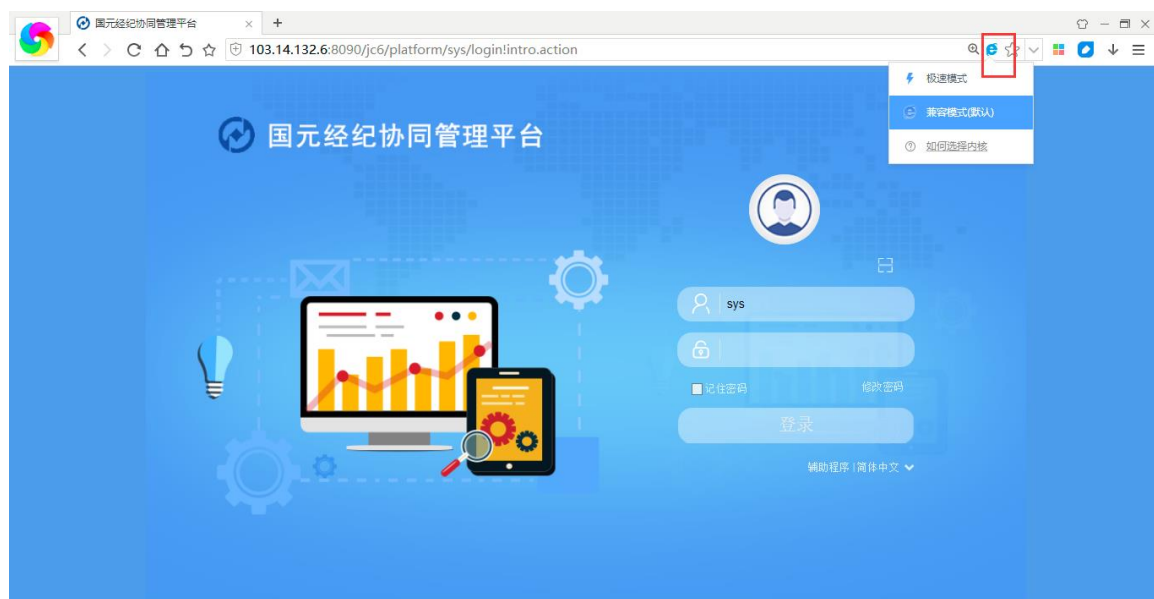 国元经纪协同管理平台
103.14.132.6:8090/jc6/platform/sys/login!intro.action
极速模式
兼容模式(默认)
如何选择内核
国元经纪协同管理平台
sys
记住密码 修改密码
登录
辅助程序 | 简体中文